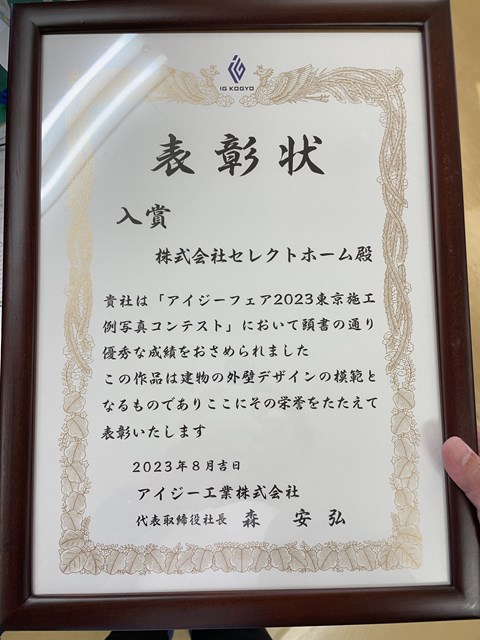 IG KOGYO
表彰状
入賞
株式会社セレクトホーム殿
貴社は「アイジーフェア2023東京施工
例写真コンテスト」において頭書の通り
優秀な成績をおさめられました
この作品は建物の外壁デザインの模範と
なるものでありここにその栄誉をたたえて
表彰いたします
2023年8月吉日
アイジー工業株式会社
代表取締役社長 森 安弘